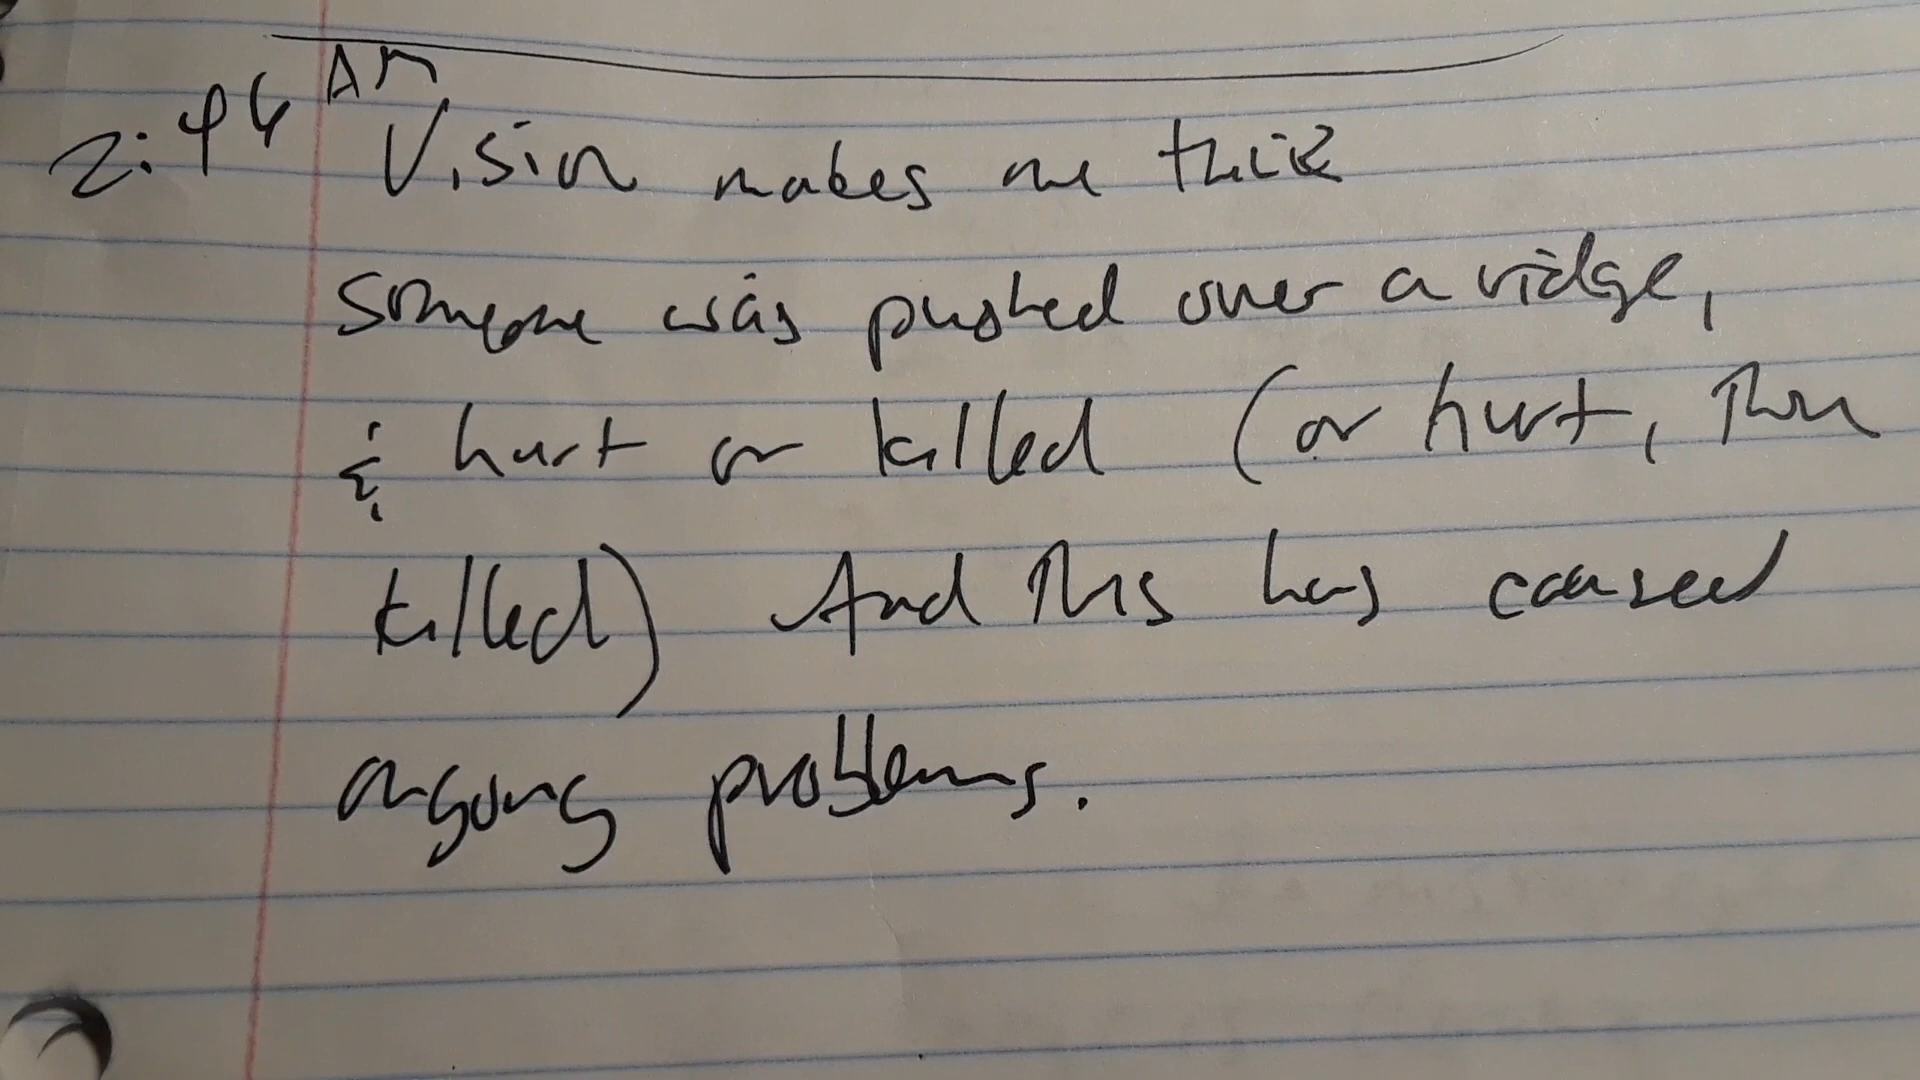 2:46 AM Vision makes me think
someone was pushed over a ridge,
& hurt or killed (or hurt, then
killed) And this has caused
ongoing problems.